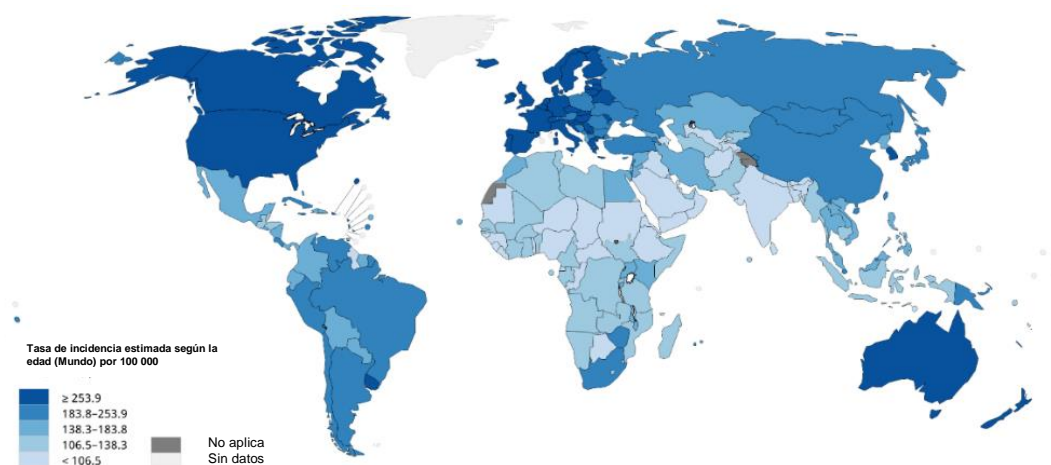 Tasa de incidencia estimada según la
edad (Mundo) por 100 000
≥ 253.9
183.8–253.9
138.3–183.8
106.5–138.3
< 106.5
No aplica
Sin datos